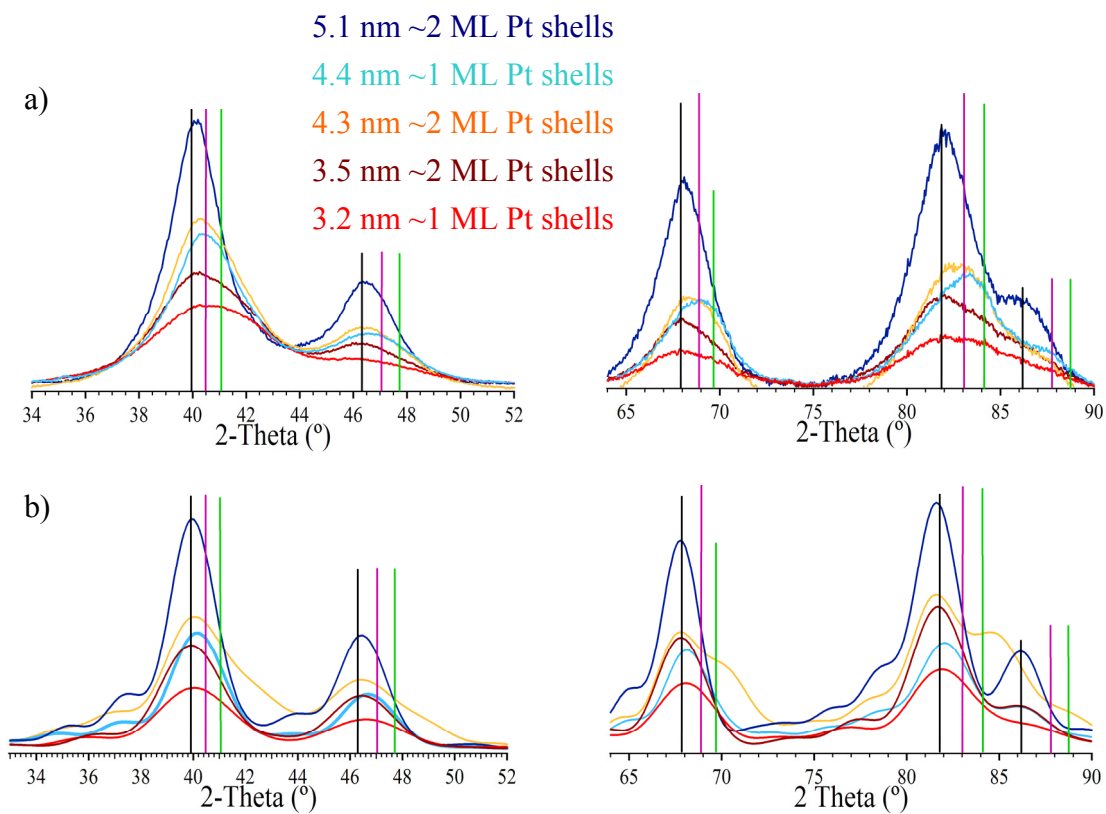 5.1 nm ~2 ML Pt shells
4.4 nm ~1 ML Pt shells
4.3 nm ~2 ML Pt shells
3.5 nm ~2 ML Pt shells
3.2 nm ~1 ML Pt shells
a)
34 36 38 40 42 44 46 48 50 52
2-Theta (º)
65 70 75 80 85 90
2-Theta (º)
b)
34 36 38 40 42 44 46 48 50 52
2-Theta (º)
65 70 75 80 85 90
2 Theta (º)